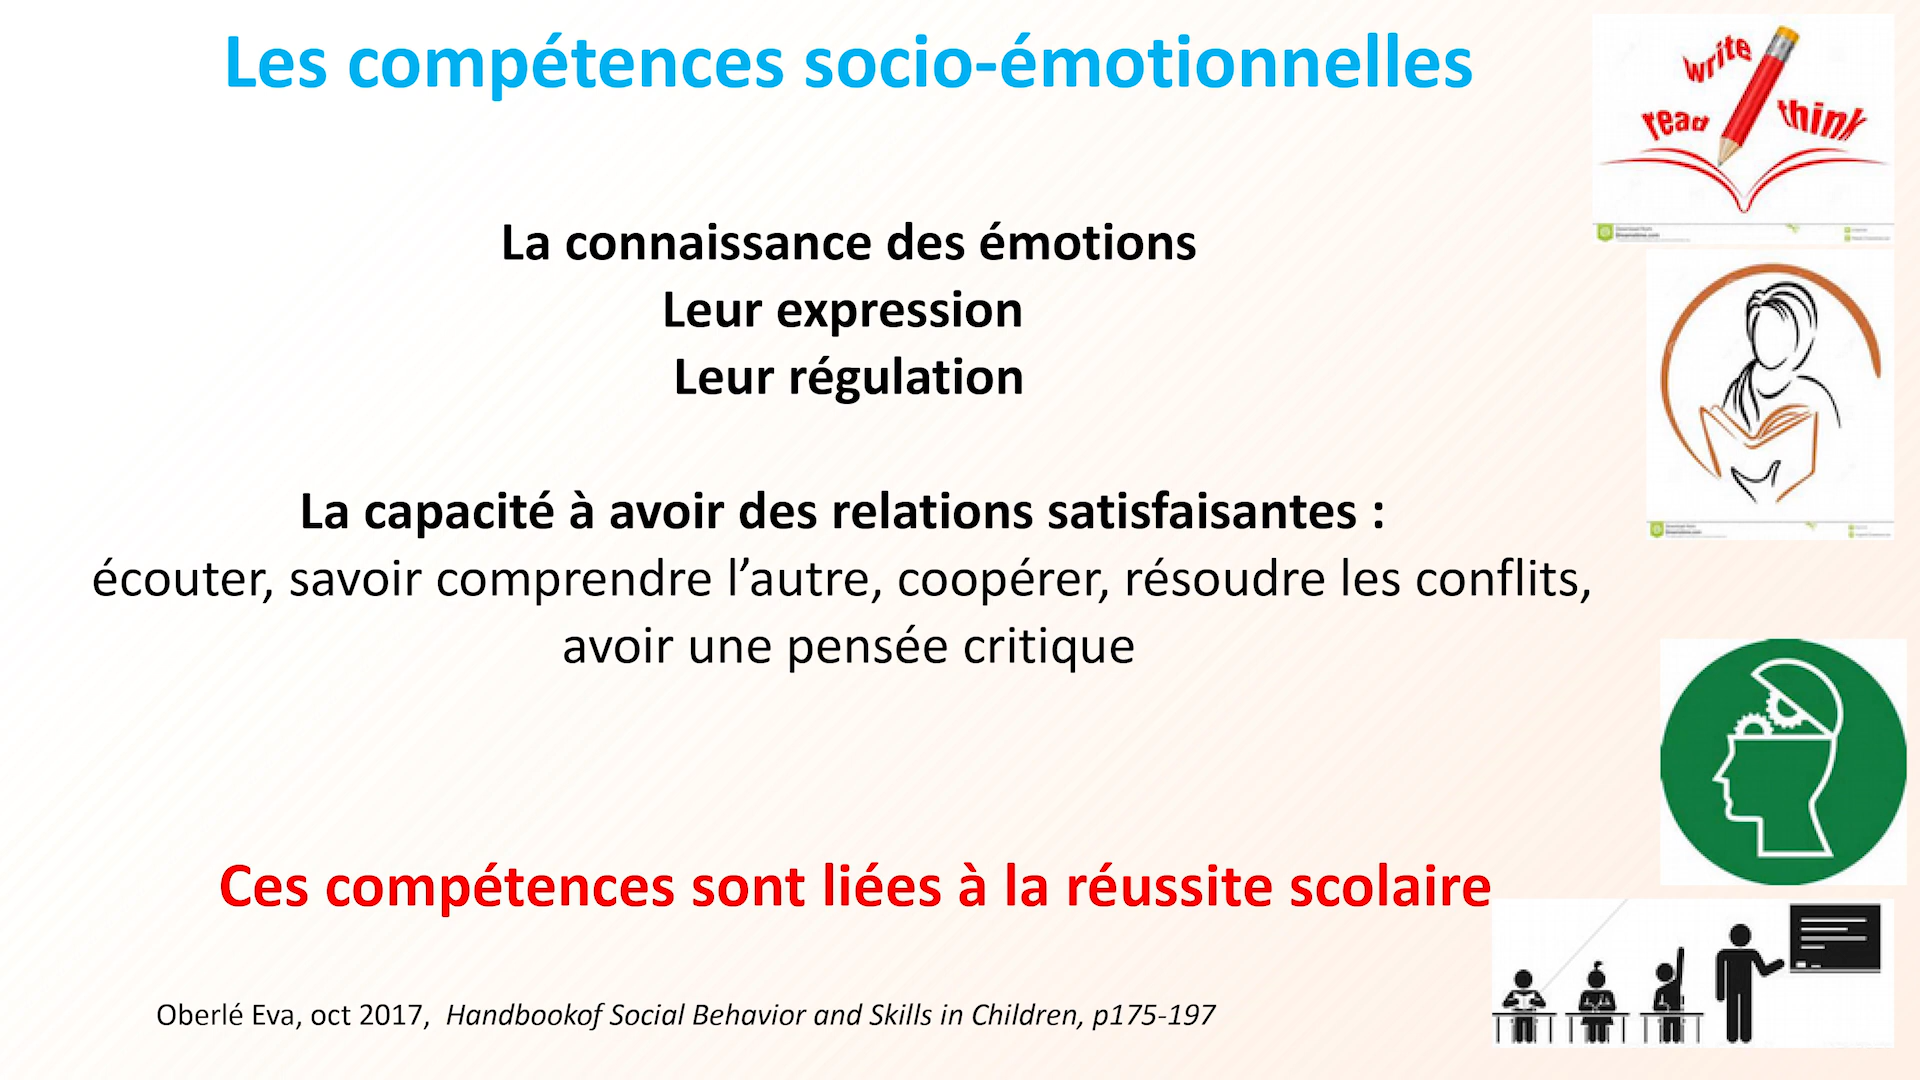 Les compétences socio-émotionnelles
write
read
think
La connaissance des émotions
Leur expression
Leur régulation
La capacité à avoir des relations satisfaisantes :
écouter, savoir comprendre l’autre, coopérer, résoudre les conflits,
avoir une pensée critique
Ces compétences sont liées à la réussite scolaire
Oberlé Eva, oct 2017, Handbookof Social Behavior and Skills in Children, p175-197